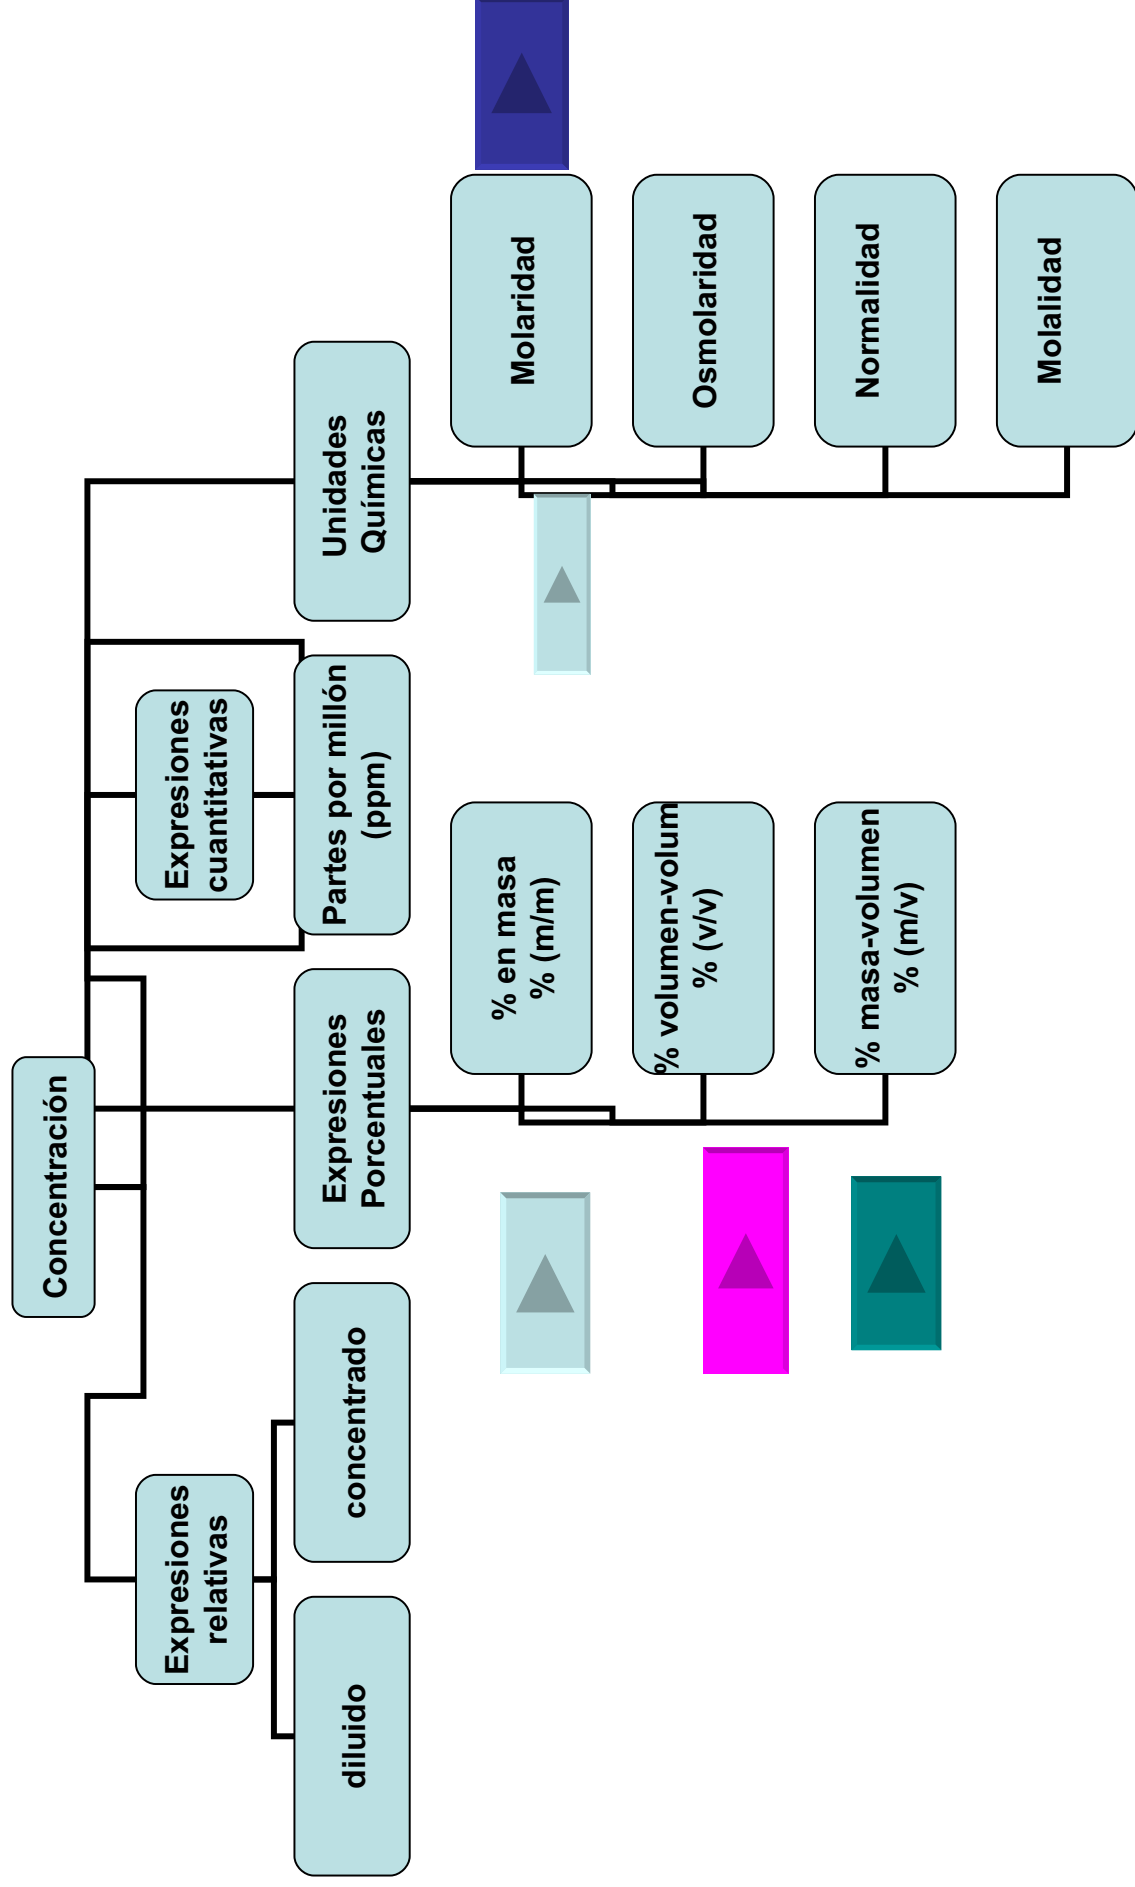 Concentración
Expresiones
relativas
Expresiones
cuantitativas
diluido
concentrado
Expresiones
Porcentuales
Partes por millón
(ppm)
Unidades
Químicas
% en masa
% (m/m)
% volumen-volum
% (v/v)
% masa-volumen
% (m/v)
Molaridad
Osmolaridad
Normalidad
Molalidad